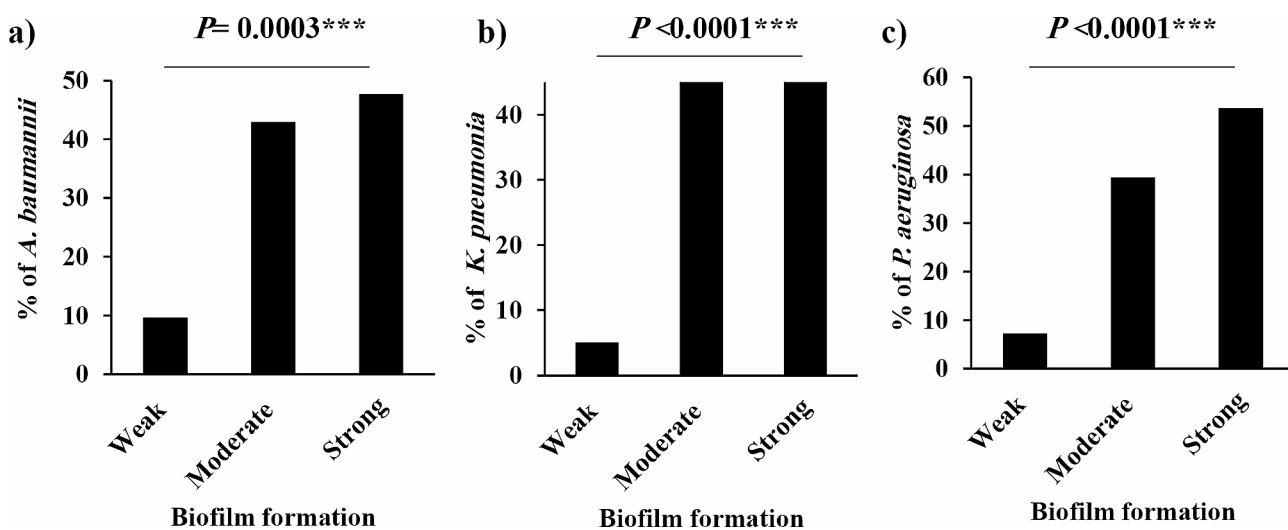 a)
P= 0.0003***
% of A. baumannii
50
40
30
20
10
0
Weak
Moderate
Strong
Biofilm formation
b)
P <0.0001***
% of K. pneumonia
40
30
20
10
0
Weak
Moderate
Strong
Biofilm formation
c)
P <0.0001***
% of P. aeruginosa
60
50
40
30
20
10
0
Weak
Moderate
Strong
Biofilm formation